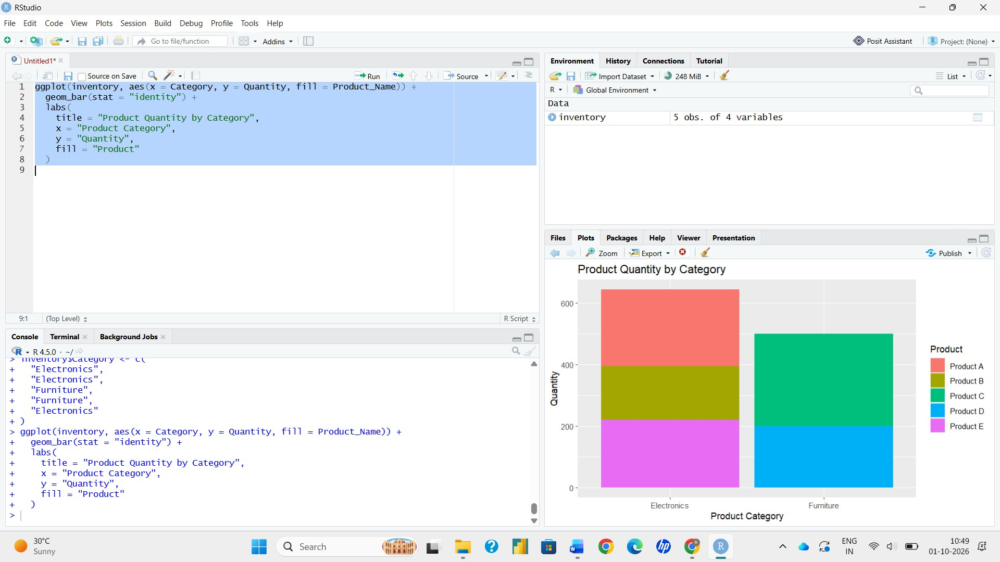 RStudio
File Edit Code View Plots Session Build Debug Profile Tools Help
Go to file/function Addins Posit Assistant Project: (None)
Untitled1*
Source on Save Run Source
1 ggplot(inventory, aes(x = Category, y = Quantity, fill = Product_Name)) +
2   geom_bar(stat = "identity") +
3   labs(
4     title = "Product Quantity by Category",
5     x = "Product Category",
6     y = "Quantity",
7     fill = "Product"
8   )
9
9:1 (Top Level) R Script
Console Terminal Background Jobs
R 4.5.0 · ~/
> inventory$Category <- c(
+   "Electronics",
+   "Electronics",
+   "Furniture",
+   "Furniture",
+   "Electronics"
+ )
> ggplot(inventory, aes(x = Category, y = Quantity, fill = Product_Name)) +
+   geom_bar(stat = "identity") +
+   labs(
+     title = "Product Quantity by Category",
+     x = "Product Category",
+     y = "Quantity",
+     fill = "Product"
+   )
>
Environment History Connections Tutorial
Import Dataset 248 MiB List
R Global Environment
Data
inventory 5 obs. of 4 variables
Files Plots Packages Help Viewer Presentation
Zoom Export Publish
Product Quantity by Category
600
400
200
0
Quantity
Electronics Furniture
Product Category
Product
Product A
Product B
Product C
Product D
Product E
30°C
Sunny
Search
ENG
IN
10:49
01-10-2026